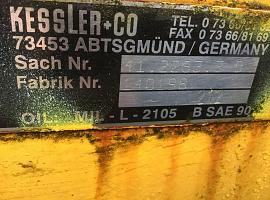 KESSLER+CO TEL. 0 73
FAX 0 73 66/81 69
73453 ABTSGMÜND / GERMANY
Sach Nr.
Fabrik Nr.
OIL: MIL - L - 2105 B SAE 90